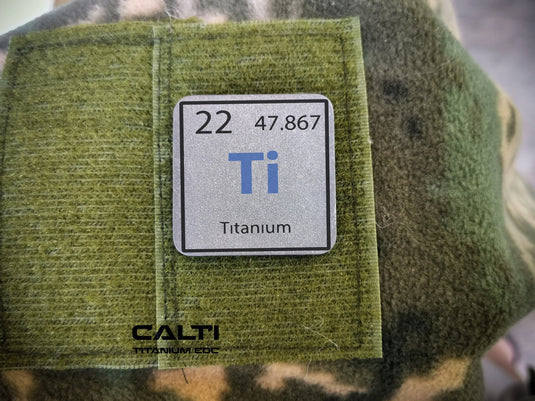 22 47.867
Ti
Titanium
CALTI
TITANIUM EDC